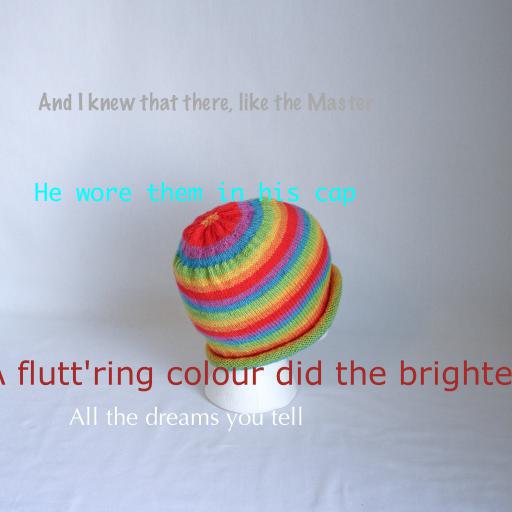 And I knew that there, like the Master
He wore them in his cap
A flutt'ring colour did the brighte
All the dreams you tell